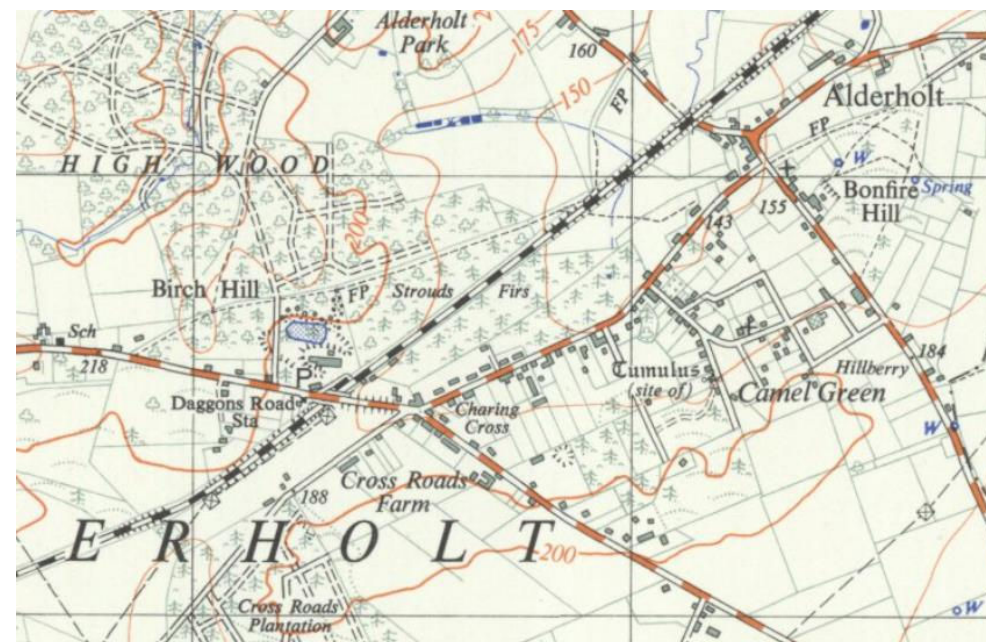 Alderholt
Park
175
160
150
FP
Alderholt
FP
W
HIGH WOOD
Bonfire
Hill
Spring
155
143
200
Birch Hill
FP
Strouds Firs
Sch
218
P
Daggons Road
Sta
Charing
Cross
Tumulus
(site of)
Camel Green
Hillberry
184
W
Cross Roads
Farm
188
ERHOLT
200
Cross Roads
Plantation
W